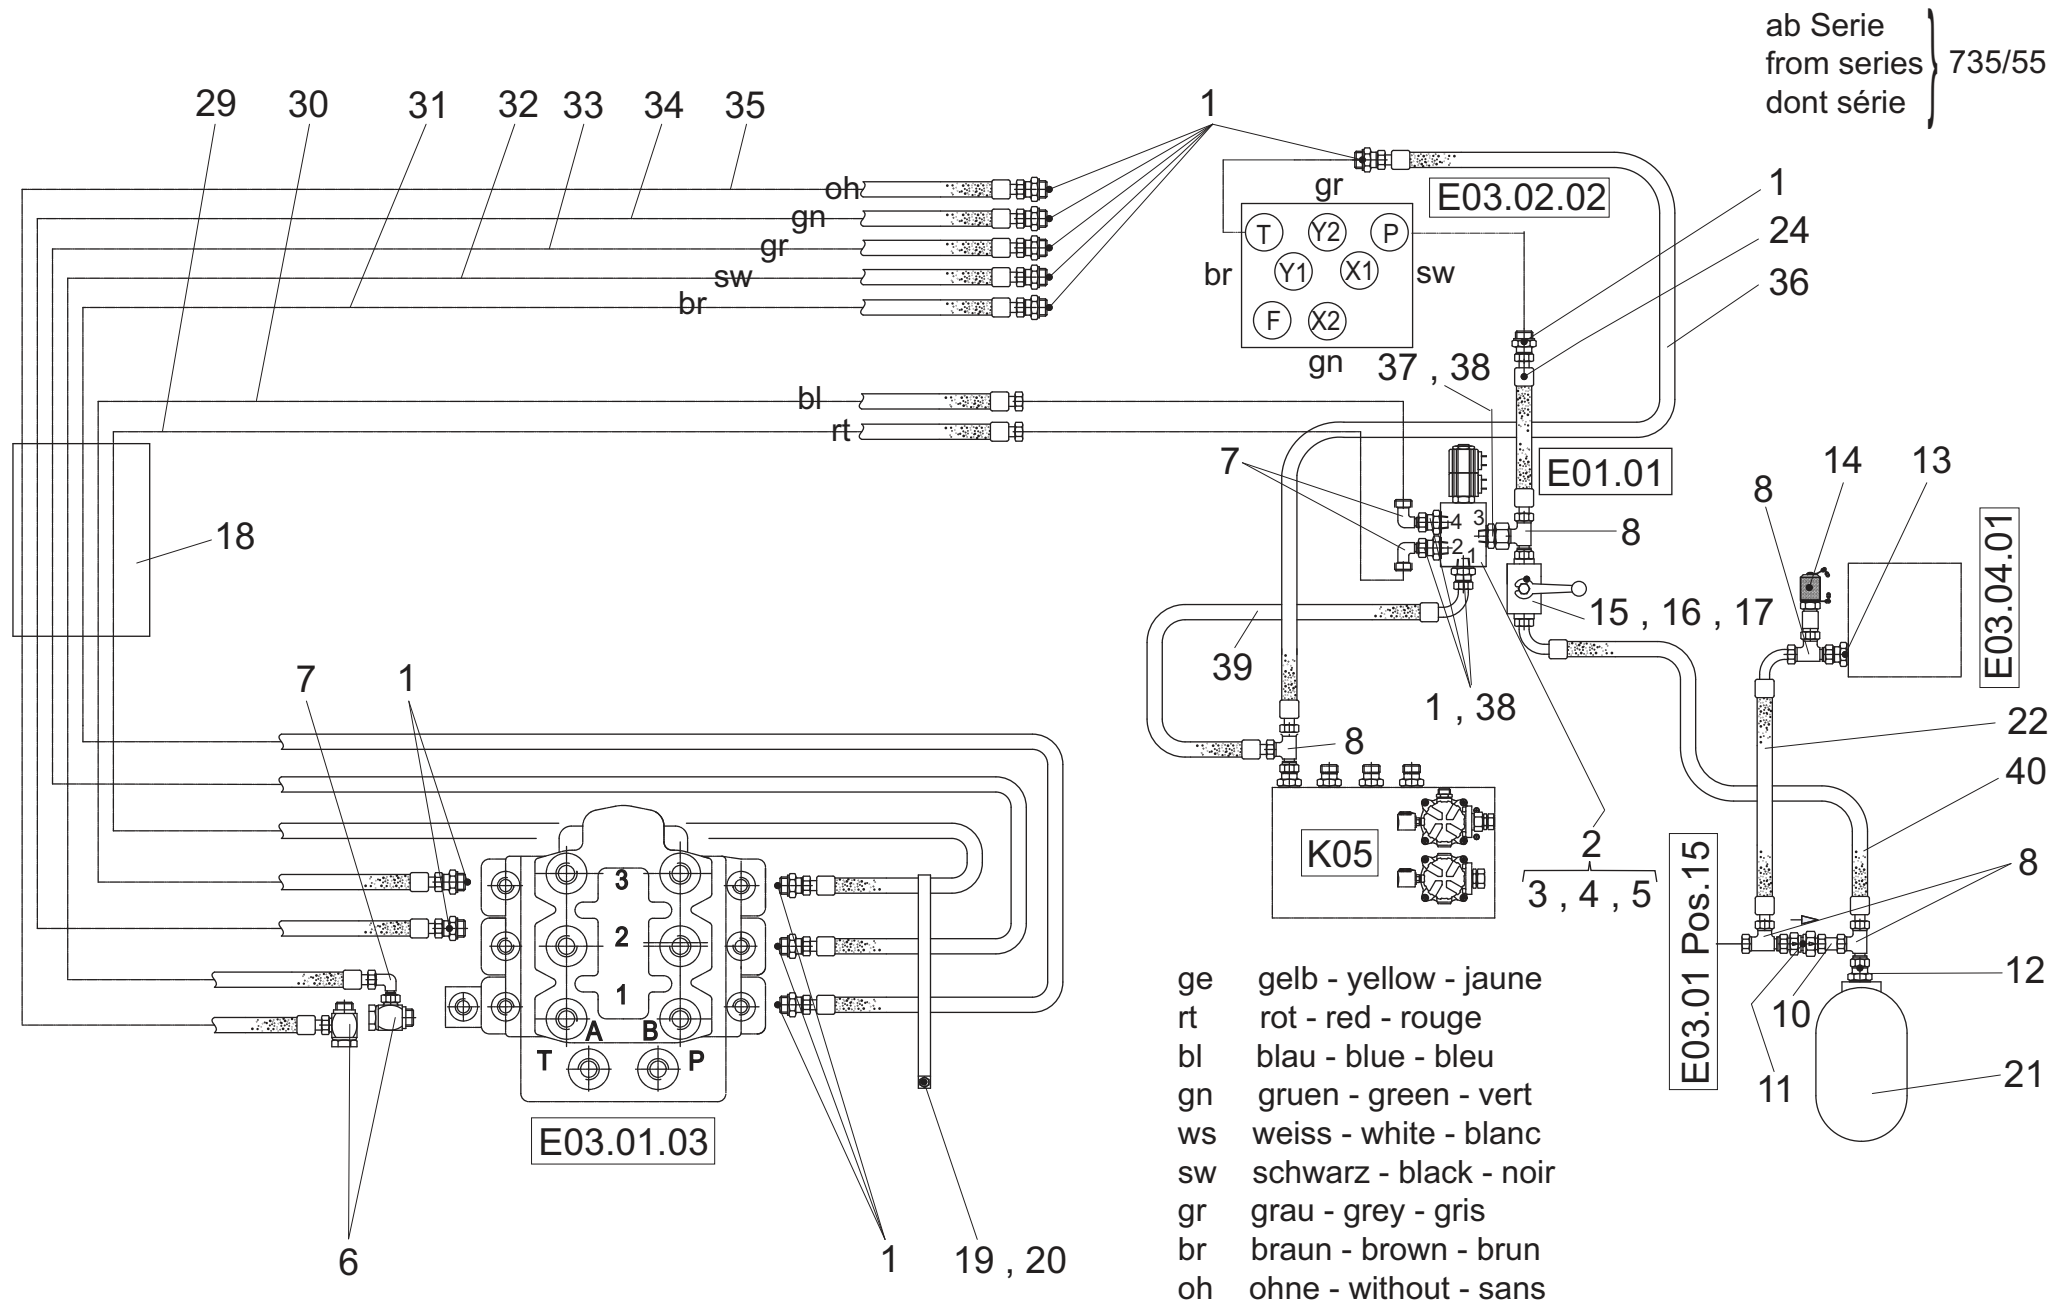 ab Serie
from series
dont série
735/55
29 30 31 32 33 34 35 1
oh
gn
gr
sw
br
bl
rt
gr
E03.02.02
T Y2 P
br Y1 X1 sw
F X2
gn
1
24
36
37 , 38
E01.01
7
4 3
2 1
8
15 , 16 , 17
14
13
8
E03.04.01
18
39
1 , 38
7 1
8
22
40
K05
2
3 , 4 , 5
E03.01 Pos.15
8
12
10
11
21
3
2
1
A B
T P
E03.01.03
6
1
19 , 20
ge gelb - yellow - jaune
rt rot - red - rouge
bl blau - blue - bleu
gn gruen - green - vert
ws weiss - white - blanc
sw schwarz - black - noir
gr grau - grey - gris
br braun - brown - brun
oh ohne - without - sans